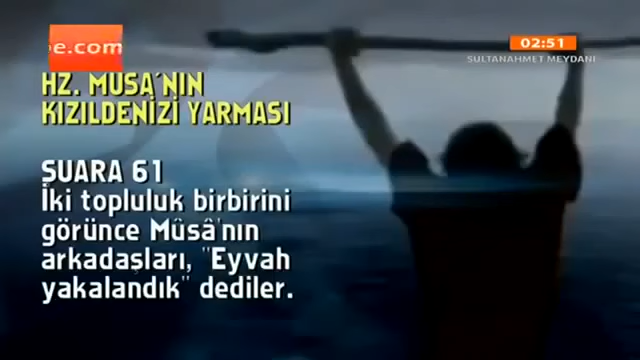 pe.com
02:51
SULTANAHMET MEYDANI
HZ. MUSA'NIN
KIZILDENİZİ YARMASI
ŞUARA 61
İki topluluk birbirini
görünce Mûsâ'nın
arkadaşları, "Eyvah
yakalandık" dediler.